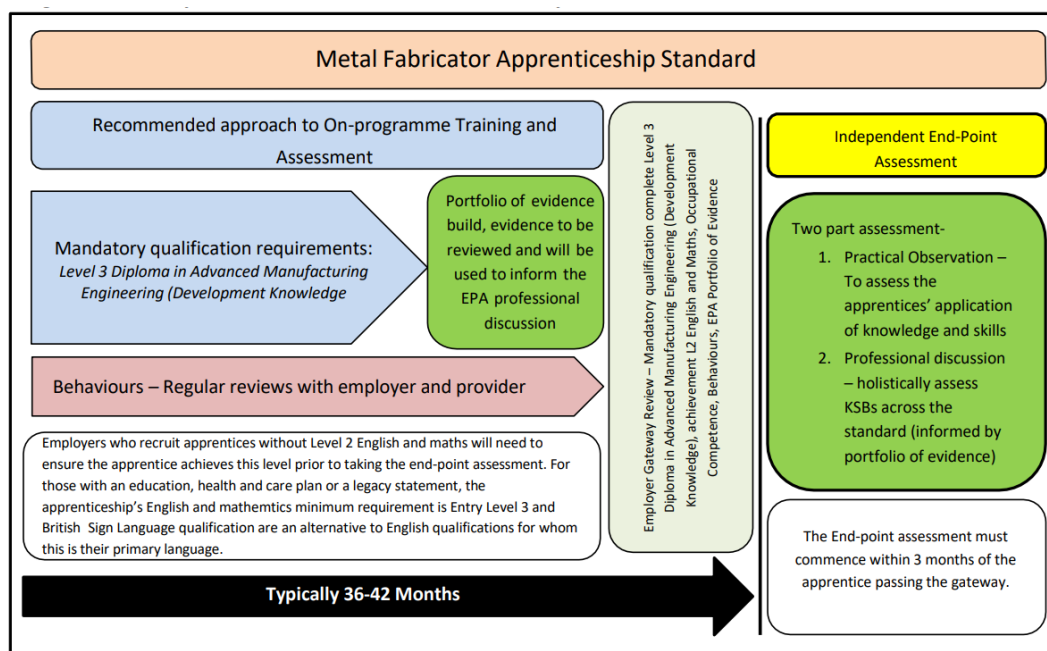 Metal Fabricator Apprenticeship Standard
Recommended approach to On-programme Training and
Assessment
Mandatory qualification requirements:
Level 3 Diploma in Advanced Manufacturing
Engineering (Development Knowledge
Portfolio of evidence
build, evidence to be
reviewed and will be
used to inform the
EPA professional
discussion
Behaviours – Regular reviews with employer and provider
Employers who recruit apprentices without Level 2 English and maths will need to
ensure the apprentice achieves this level prior to taking the end-point assessment. For
those with an education, health and care plan or a legacy statement, the
apprenticeship's English and mathemtics minimum requirement is Entry Level 3 and
British Sign Language qualification are an alternative to English qualifications for whom
this is their primary language.
Typically 36-42 Months
Employer Gateway Review – Mandatory qualification complete Level 3
Diploma in Advanced Manufacturing Engineering (Development
Knowledge), achievement L2 English and Maths, Occupational
Competence, Behaviours, EPA Portfolio of Evidence
Independent End-Point
Assessment
Two part assessment-
1. Practical Observation –
To assess the
apprentices' application
of knowledge and skills
2. Professional discussion
– holistically assess
KSBs across the
standard (informed by
portfolio of evidence)
The End-point assessment must
commence within 3 months of the
apprentice passing the gateway.